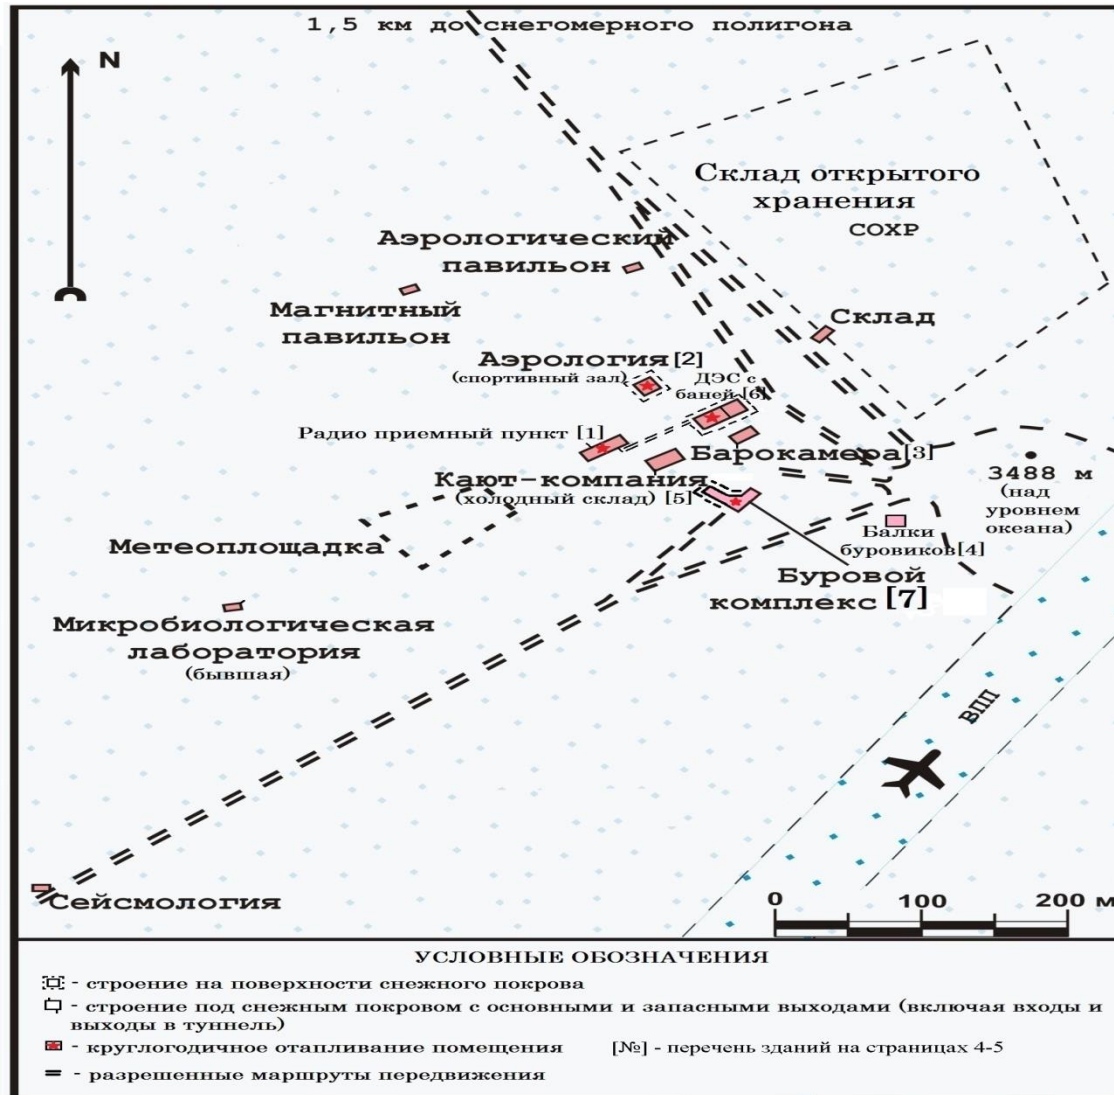 1,5 км до снегомерного полигона
N
Склад открытого
хранения
СОХР
Аэрологический
павильон
Магнитный
павильон
Склад
Аэрология [2]
(спортивный зал)
ДЭС с
баней [6]
Радио приемный пункт [1]
Барокамера [3]
Кают-компания
(холодный склад) [5]
3488 м
(над
уровнем
океана)
Метеоплощадка
Балки
буровиков[4]
Буровой
комплекс [7]
Микробиологическая
лаборатория
(бывшая)
ВПП
Сейсмология
0 100 200 м
УСЛОВНЫЕ ОБОЗНАЧЕНИЯ
- строение на поверхности снежного покрова
- строение под снежным покровом с основными и запасными выходами (включая входы и
выходы в туннель)
- круглогодичное отапливание помещения [№] - перечень зданий на страницах 4-5
- разрешенные маршруты передвижения